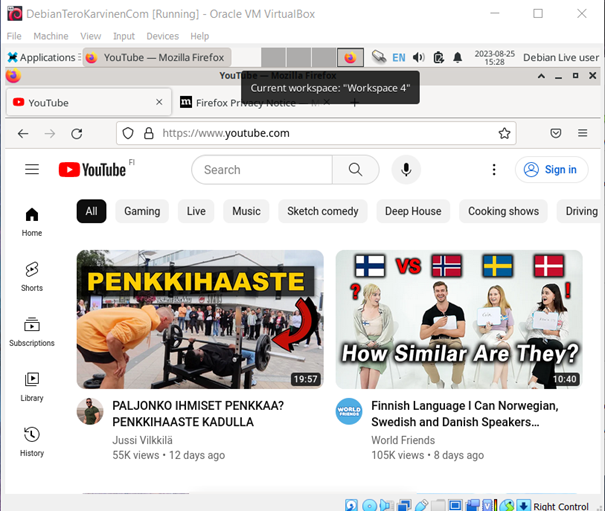 DebianTeroKarvinenCom [Running] - Oracle VM VirtualBox
File Machine View Input Devices Help
Applications YouTube — Mozilla Firefox EN 2023-08-25 15:28 Debian Live user
YouTube — Mozilla Firefox
Current workspace: "Workspace 4"
YouTube Firefox Privacy Notice —
https://www.youtube.com
YouTube FI Search Sign in
All Gaming Live Music Sketch comedy Deep House Cooking shows Driving
Home
Shorts
Subscriptions
Library
History
PENKKIHAASTE
19:57
PALJONKO IHMISET PENKKAA?
PENKKIHAASTE KADULLA
Jussi Vilkkilä
55K views • 12 days ago
VS
? !
How Similar Are They?
10:40
WORLD
FRIENDS
Finnish Language I Can Norwegian,
Swedish and Danish Speakers...
World Friends
105K views • 8 days ago
Right Control